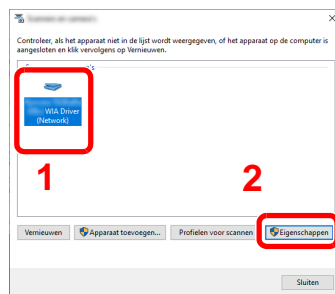 Controleer, als het apparaat niet in de lijst wordt weergegeven, of het apparaat op de computer is
aangesloten en klik vervolgens op Vernieuwen.
WIA Driver
(Network)
1
2
Vernieuwen
Apparaat toevoegen...
Profielen voor scannen
Eigenschappen
Sluiten